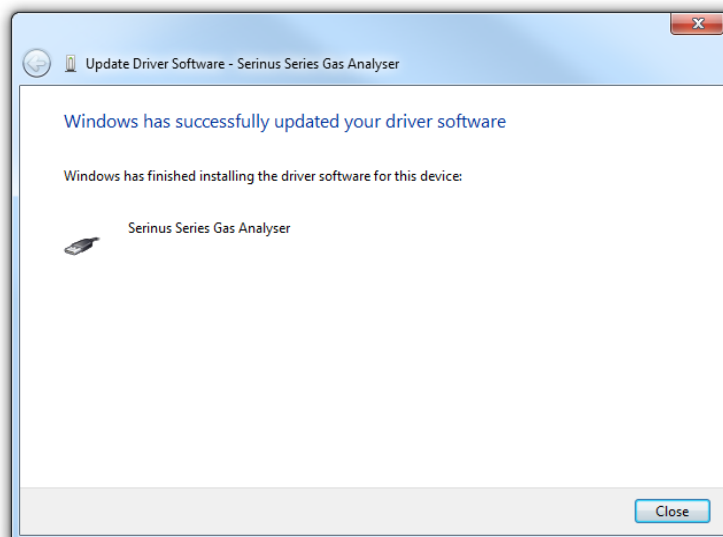 Update Driver Software - Serinus Series Gas Analyser
Windows has successfully updated your driver software
Windows has finished installing the driver software for this device:
Serinus Series Gas Analyser
Close